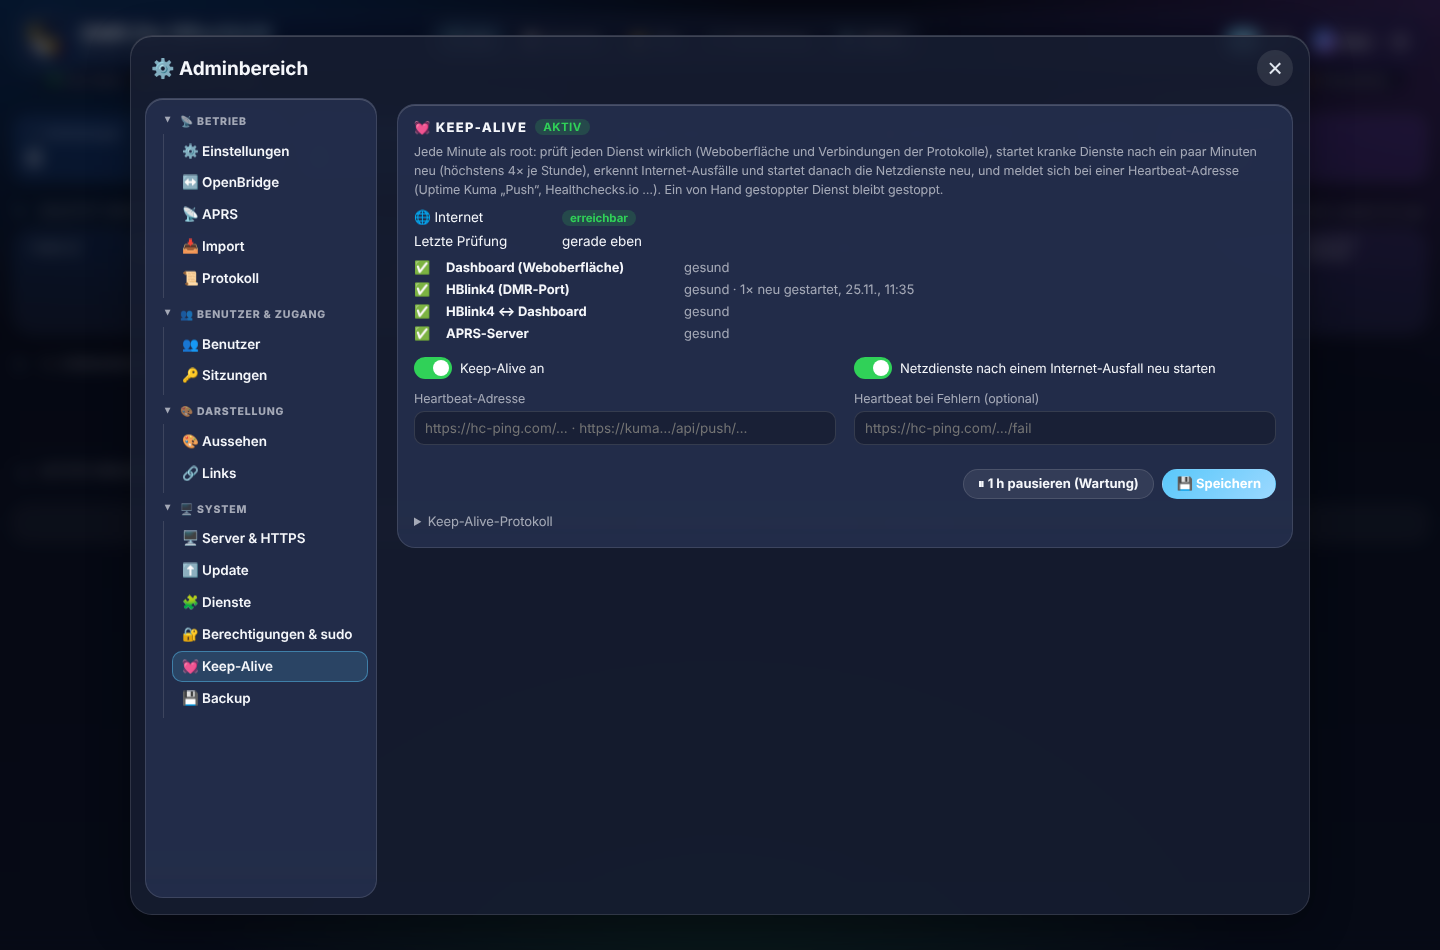 Adminbereich
BETRIEB
Einstellungen
OpenBridge
APRS
Import
Protokoll
BENUTZER & ZUGANG
Benutzer
Sitzungen
DARSTELLUNG
Aussehen
Links
SYSTEM
Server & HTTPS
Update
Dienste
Berechtigungen & sudo
Keep-Alive
Backup
KEEP-ALIVE AKTIV
Jede Minute als root: prüft jeden Dienst wirklich (Weboberfläche und Verbindungen der Protokolle), startet kranke Dienste nach ein paar Minuten
neu (höchstens 4× je Stunde), erkennt Internet-Ausfälle und startet danach die Netzdienste neu, und meldet sich bei einer Heartbeat-Adresse
(Uptime Kuma „Push“, Healthchecks.io …). Ein von Hand gestoppter Dienst bleibt gestoppt.
Internet erreichbar
Letzte Prüfung gerade eben
Dashboard (Weboberfläche) gesund
HBlink4 (DMR-Port) gesund · 1× neu gestartet, 25.11., 11:35
HBlink4 ↔ Dashboard gesund
APRS-Server gesund
Keep-Alive an
Netzdienste nach einem Internet-Ausfall neu starten
Heartbeat-Adresse
https://hc-ping.com/… · https://kuma…/api/push/…
Heartbeat bei Fehlern (optional)
https://hc-ping.com/…/fail
1 h pausieren (Wartung)
Speichern
Keep-Alive-Protokoll